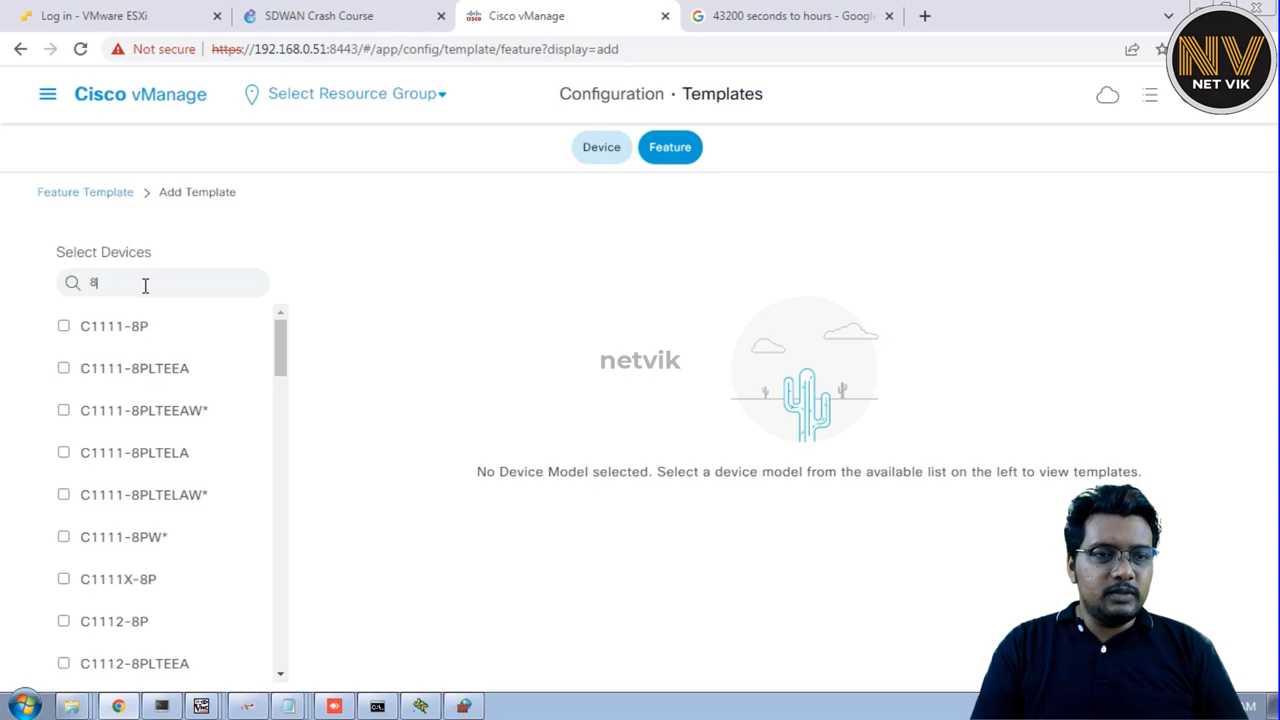 Log in - VMware ESXi
SDWAN Crash Course
Cisco vManage
43200 seconds to hours - Google
Not secure
https://192.168.0.51:8443/#/app/config/template/feature?display=add
NV
NET VIK
Cisco vManage
Select Resource Group
Configuration · Templates
Device
Feature
Feature Template > Add Template
Select Devices
8
C1111-8P
C1111-8PLTEEA
C1111-8PLTEEAW*
C1111-8PLTELA
C1111-8PLTELAW*
C1111-8PW*
C1111X-8P
C1112-8P
C1112-8PLTEEA
netvik
No Device Model selected. Select a device model from the available list on the left to view templates.
AM